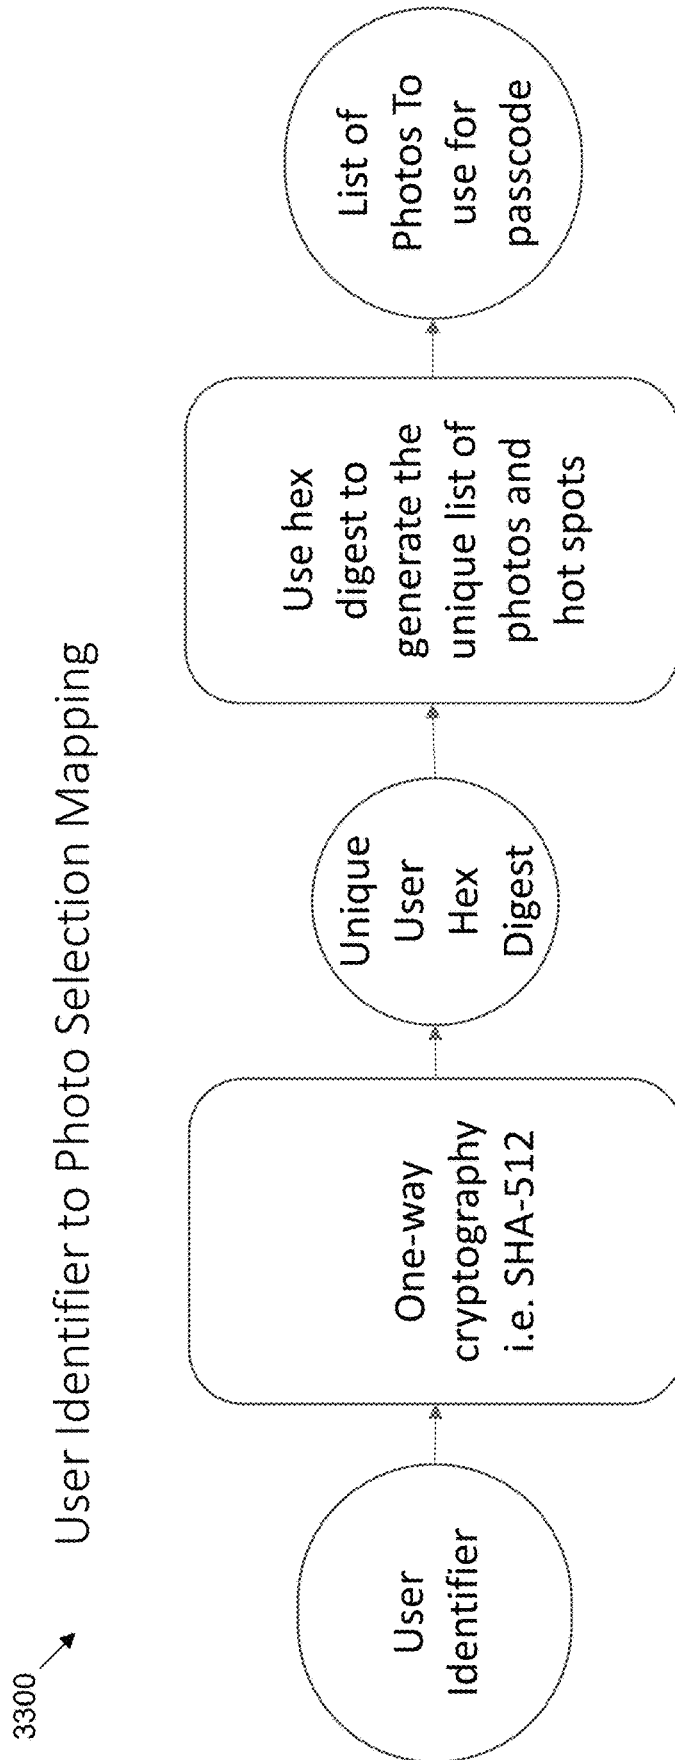 3300
User Identifier to Photo Selection Mapping
User
Identifier
One-way
cryptography
i.e. SHA-512
Unique
User
Hex
Digest
Use hex
digest to
generate the
unique list of
photos and
hot spots
List of
Photos To
use for
passcode